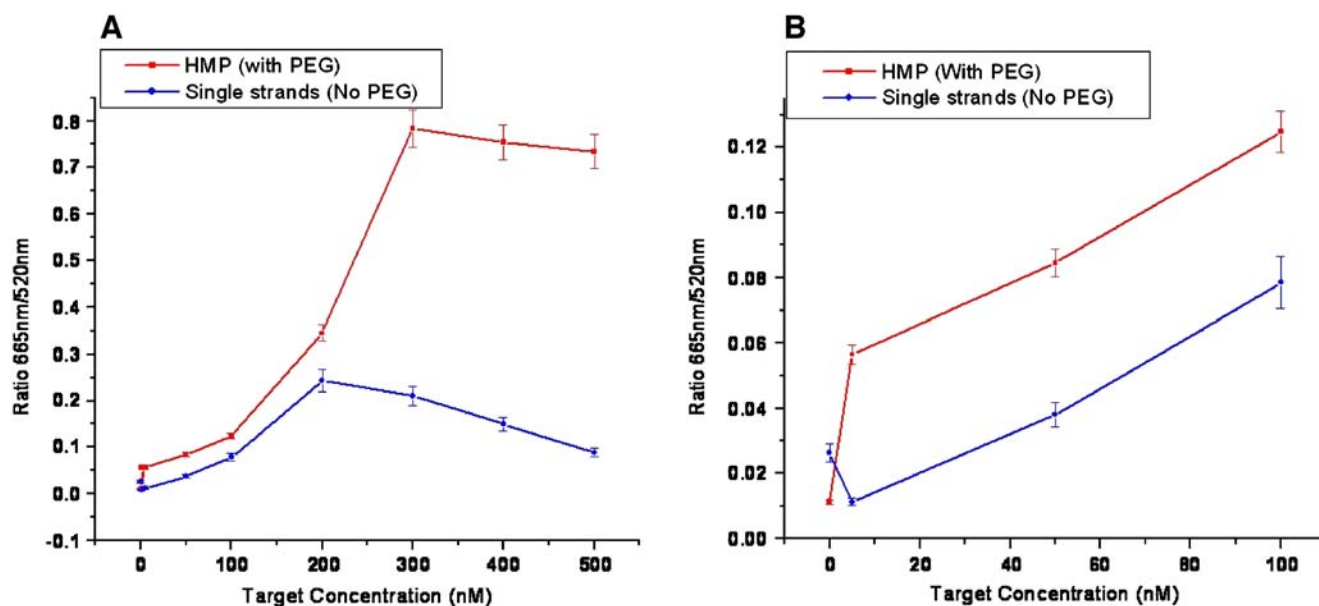 A
HMP (with PEG)
Single strands (No PEG)
0.8
0.7
0.6
0.5
0.4
0.3
0.2
0.1
0.0
-0.1
Ratio 665nm/520nm
0 100 200 300 400 500
Target Concentration (nM)
B
HMP (With PEG)
Single strands (No PEG)
0.12
0.10
0.08
0.06
0.04
0.02
0.00
Ratio 665nm/520nm
0 20 40 60 80 100
Target Concentration (nM)